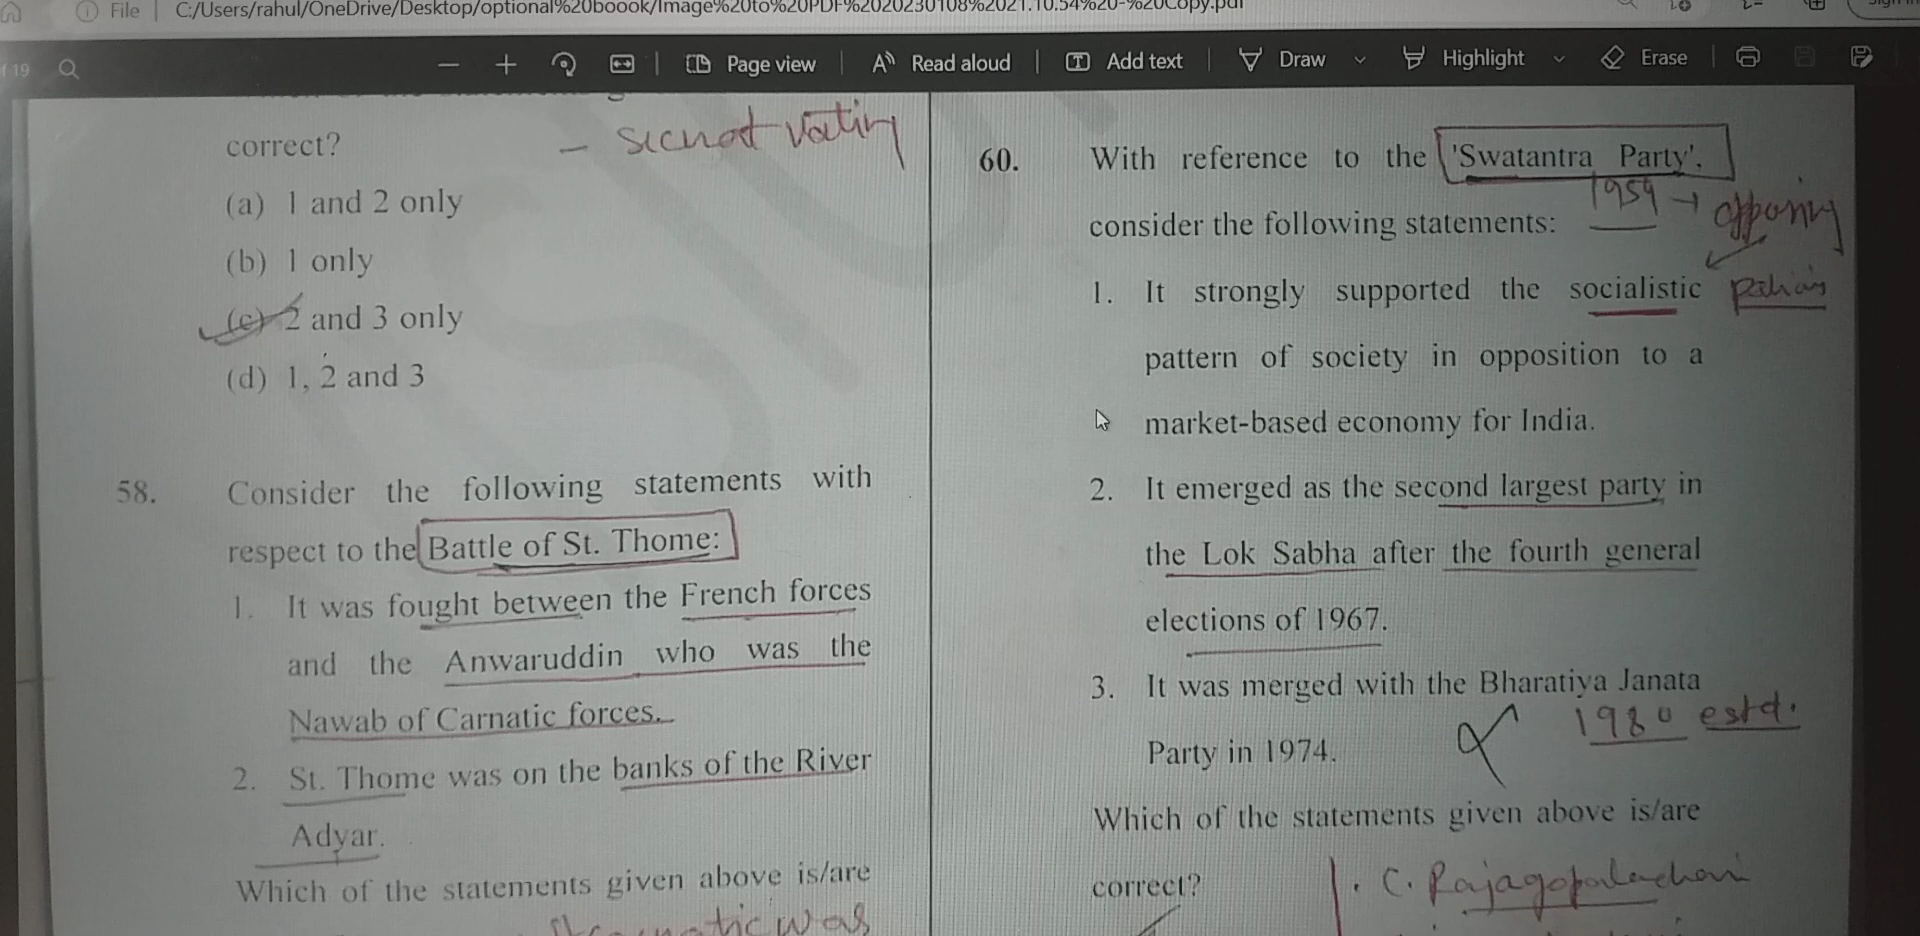 File
C:/Users/rahul/OneDrive/Desktop/optional%20boook/Image%20to%20PDF%2020230108%2021.10.54%20-%20Copy.pdf
f 19
Page view
Read aloud
Add text
Draw
Highlight
Erase
correct?
voting
(a) 1 and 2 only
(b) 1 only
(c) 2 and 3 only
(d) 1, 2 and 3
58. Consider the following statements with
respect to the Battle of St. Thome:
1. It was fought between the French forces
and the Anwaruddin who was the
Nawab of Carnatic forces.
2. St. Thome was on the banks of the River
Adyar.
Which of the statements given above is/are
was
60. With reference to the 'Swatantra Party',
1959 → opposing
consider the following statements:
1. It strongly supported the socialistic
policies
pattern of society in opposition to a
market-based economy for India.
2. It emerged as the second largest party in
the Lok Sabha after the fourth general
elections of 1967.
3. It was merged with the Bharatiya Janata
1980 estd.
Party in 1974.
Which of the statements given above is/are
correct?
. C. Rajagopalachari